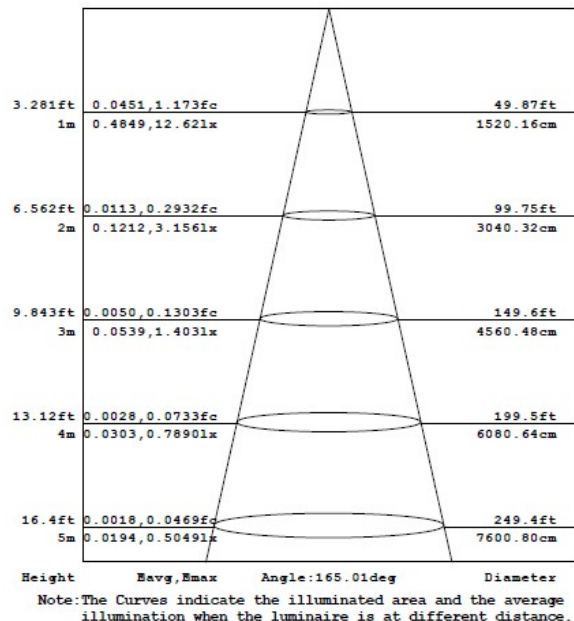 3.281ft 0.0451,1.173fc 49.87ft
1m 0.4849,12.62lx 1520.16cm
6.562ft 0.0113,0.2932fc 99.75ft
2m 0.1212,3.156lx 3040.32cm
9.843ft 0.0050,0.1303fc 149.6ft
3m 0.0539,1.403lx 4560.48cm
13.12ft 0.0028,0.0733fc 199.5ft
4m 0.0303,0.7890lx 6080.64cm
16.4ft 0.0018,0.0469fc 249.4ft
5m 0.0194,0.5049lx 7600.80cm
Height Eavg,Emax Angle:165.01deg Diameter
Note:The Curves indicate the illuminated area and the average
illumination when the luminaire is at different distance.